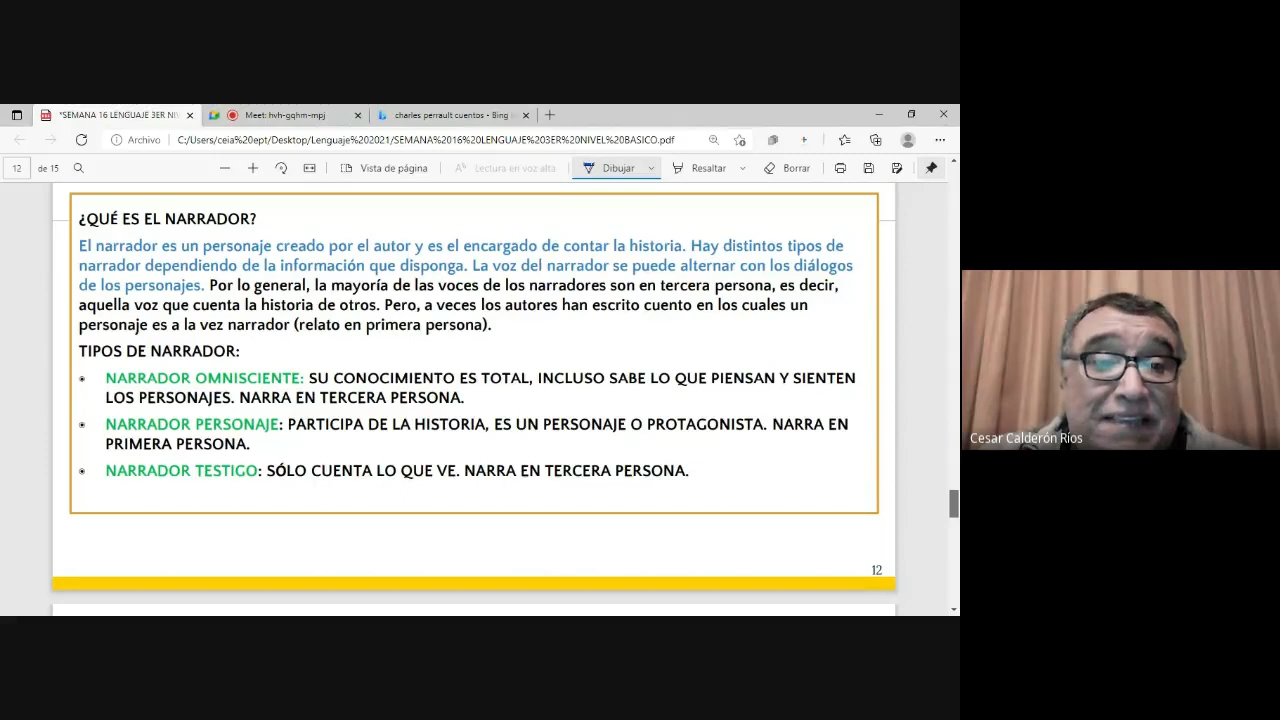 *SEMANA 16 LENGUAJE 3ER NIV
Meet: hvh-gqhm-mpj
charles perrault cuentos - Bing
Archivo
C:/Users/ceia%20ept/Desktop/Lenguaje%202021/SEMANA%2016%20LENGUAJE%203ER%20NIVEL%20BASICO.pdf
12
de 15
Vista de página
Lectura en voz alta
Dibujar
Resaltar
Borrar
¿QUÉ ES EL NARRADOR?
El narrador es un personaje creado por el autor y es el encargado de contar la historia. Hay distintos tipos de
narrador dependiendo de la información que disponga. La voz del narrador se puede alternar con los diálogos
de los personajes. Por lo general, la mayoría de las voces de los narradores son en tercera persona, es decir,
aquella voz que cuenta la historia de otros. Pero, a veces los autores han escrito cuento en los cuales un
personaje es a la vez narrador (relato en primera persona).
TIPOS DE NARRADOR:
NARRADOR OMNISCIENTE: SU CONOCIMIENTO ES TOTAL, INCLUSO SABE LO QUE PIENSAN Y SIENTEN
LOS PERSONAJES. NARRA EN TERCERA PERSONA.
NARRADOR PERSONAJE: PARTICIPA DE LA HISTORIA, ES UN PERSONAJE O PROTAGONISTA. NARRA EN
PRIMERA PERSONA.
NARRADOR TESTIGO: SÓLO CUENTA LO QUE VE. NARRA EN TERCERA PERSONA.
12
Cesar Calderón Ríos